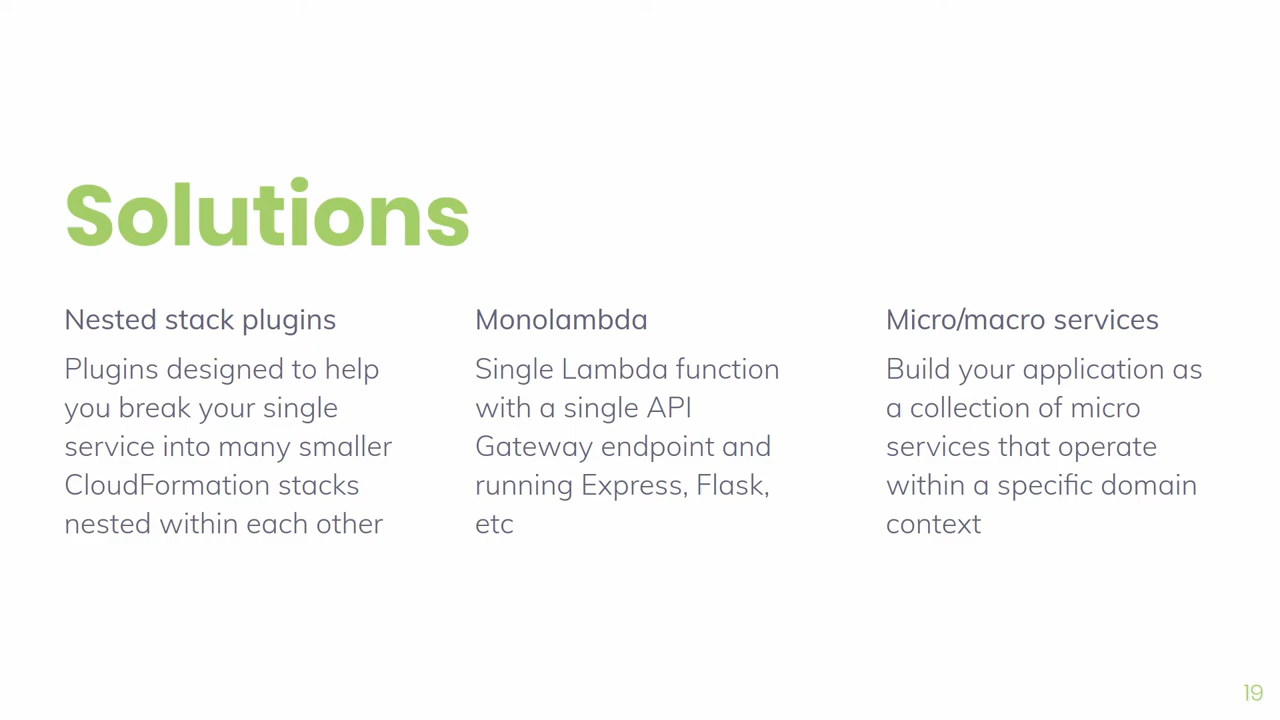 Solutions
Nested stack plugins
Plugins designed to help
you break your single
service into many smaller
CloudFormation stacks
nested within each other
Monolambda
Single Lambda function
with a single API
Gateway endpoint and
running Express, Flask,
etc
Micro/macro services
Build your application as
a collection of micro
services that operate
within a specific domain
context
19